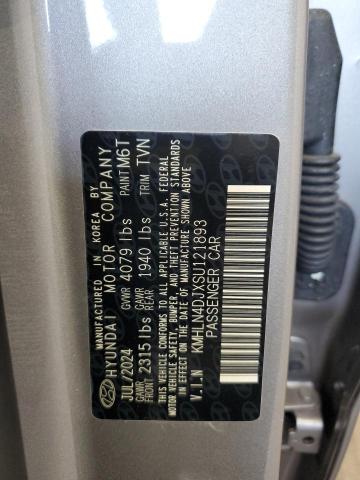 MANUFACTURED IN KOREA BY
HYUNDAI MOTOR COMPANY
JUL/2024 GVWR 4079 lbs PAINT M6T
GAWR FRONT 2315 lbs GAWR REAR 1940 lbs TRIM TVN
THIS VEHICLE CONFORMS TO ALL APPLICABLE U.S.A. FEDERAL
MOTOR VEHICLE SAFETY, BUMPER, AND THEFT PREVENTION STANDARDS
IN EFFECT ON THE DATE OF MANUFACTURE SHOWN ABOVE.
V.I.N KMHLN4DJXSU121893
PASSENGER CAR